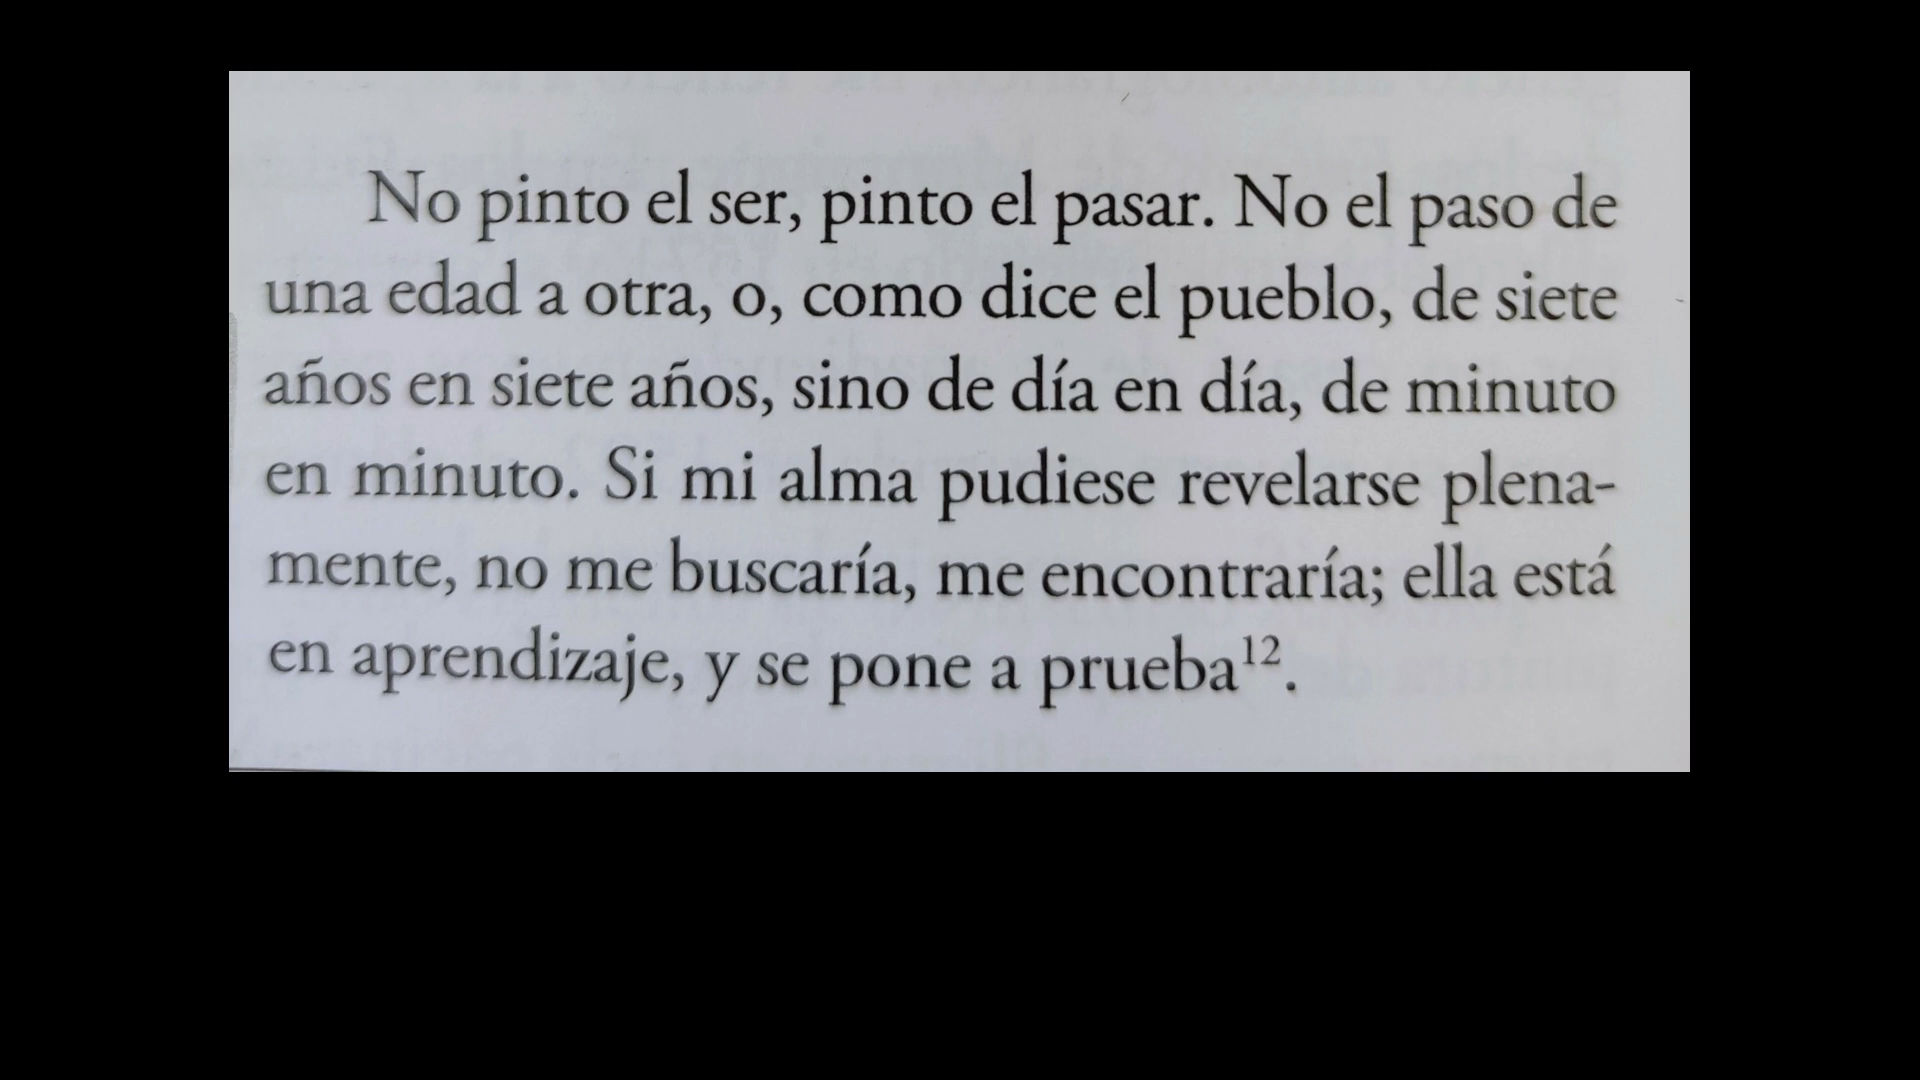 No pinto el ser, pinto el pasar. No el paso de
una edad a otra, o, como dice el pueblo, de siete
años en siete años, sino de día en día, de minuto
en minuto. Si mi alma pudiese revelarse plena-
mente, no me buscaría, me encontraría; ella está
en aprendizaje, y se pone a prueba¹².